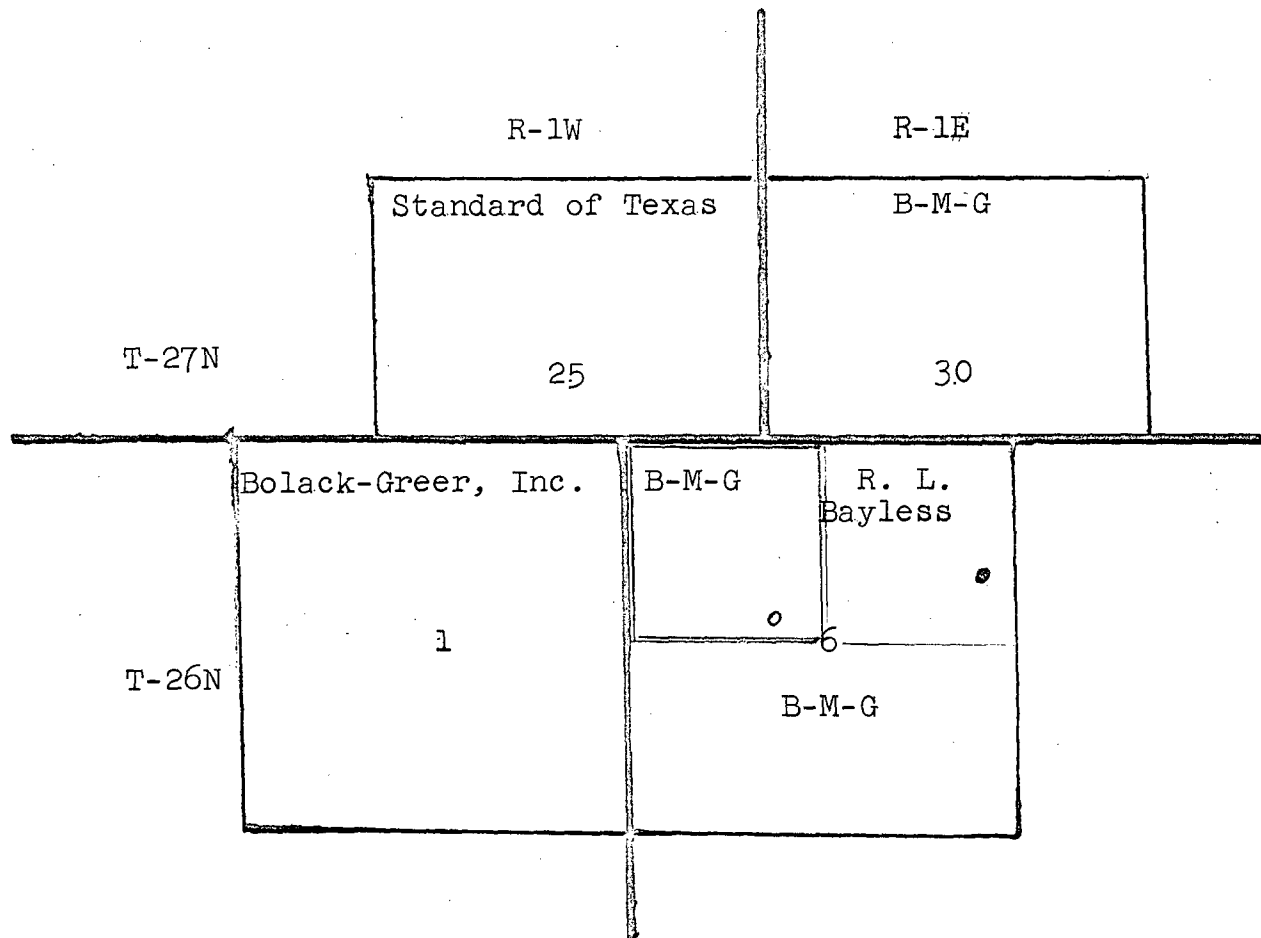 R-1W R-1E
Standard of Texas B-M-G
T-27N 25 30
Bolack-Greer, Inc. B-M-G R. L.
Bayless
1 6
T-26N
B-M-G